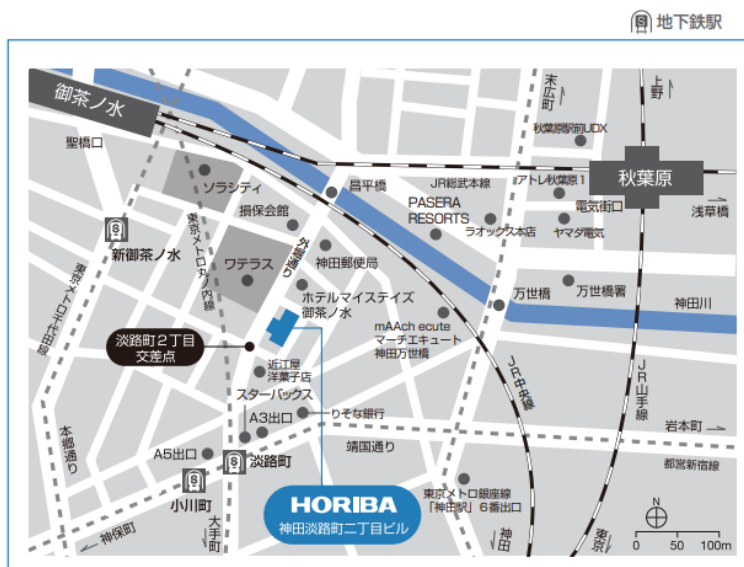 地下鉄駅
御茶ノ水
聖橋口
ソラシティ
損保会館
新御茶ノ水
東京メトロ丸ノ内線
東京メトロ千代田線
ワテラス
外堀通り
昌平橋
神田郵便局
ホテルマイステイズ
御茶ノ水
末広町
上野
秋葉原駅前UDX
JR総武本線
アトレ秋葉原1
秋葉原
電気街口
浅草橋
PASERA
RESORTS
ラオックス本店
ヤマダ電気
万世橋
万世橋署
神田川
mAAch ecute
マーチエキュート
神田万世橋
淡路町2丁目
交差点
近江屋
洋菓子店
スターバックス
A3出口
りそな銀行
JR中央線
JR山手線
岩本町
靖国通り
都営新宿線
本郷通り
A5出口
淡路町
小川町
神保町
大手町
HORIBA
神田淡路町二丁目ビル
東京メトロ銀座線
「神田駅」6番出口
神田
東京
N
0 50 100m